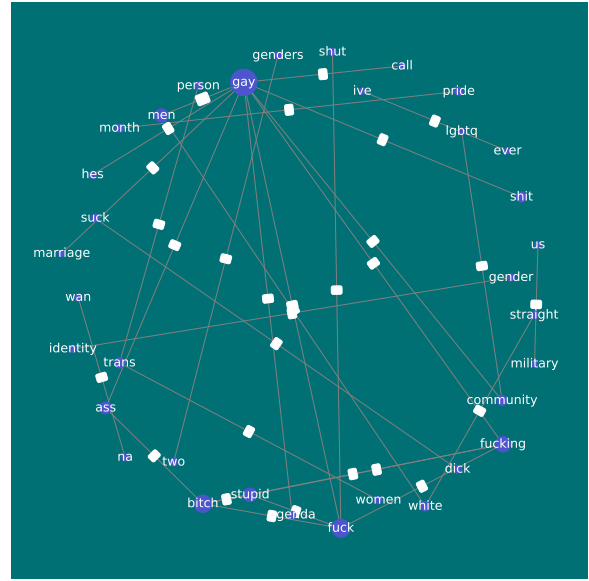 genders
shut
gay
call
person
ive
pride
men
month
lgbtq
ever
hes
shit
suck
us
marriage
gender
wan
straight
identity
trans
military
community
ass
fucking
na
two
dick
stupid
women
bitch
white
genda
fuck